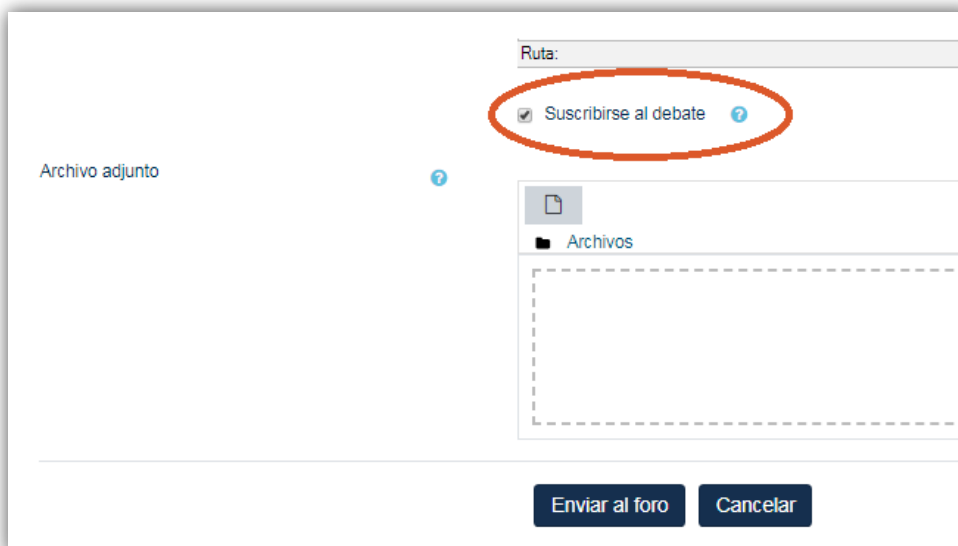 Ruta:
Suscribirse al debate
Archivo adjunto
Archivos
Enviar al foro Cancelar